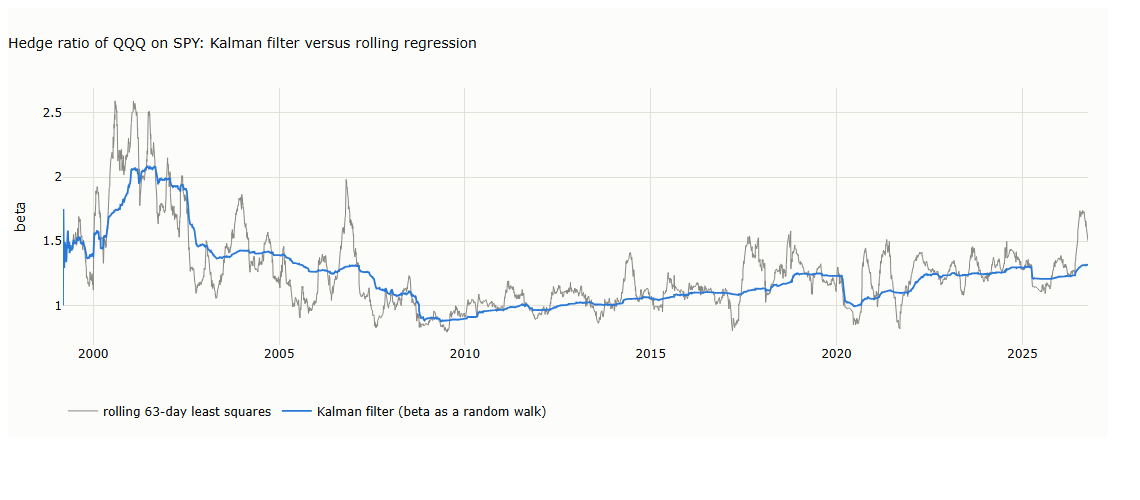 Hedge ratio of QQQ on SPY: Kalman filter versus rolling regression
2.5
2
1.5
1
beta
2000
2005
2010
2015
2020
2025
rolling 63-day least squares
Kalman filter (beta as a random walk)